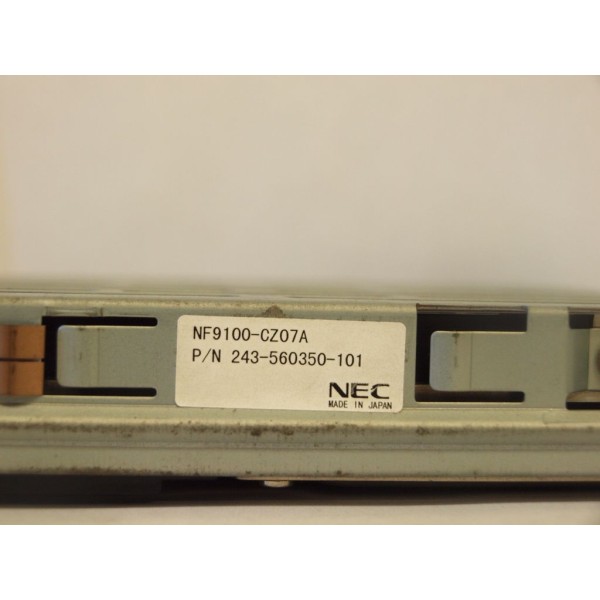 NF9100-CZ07A
P/N 243-560350-101
NEC
MADE IN JAPAN